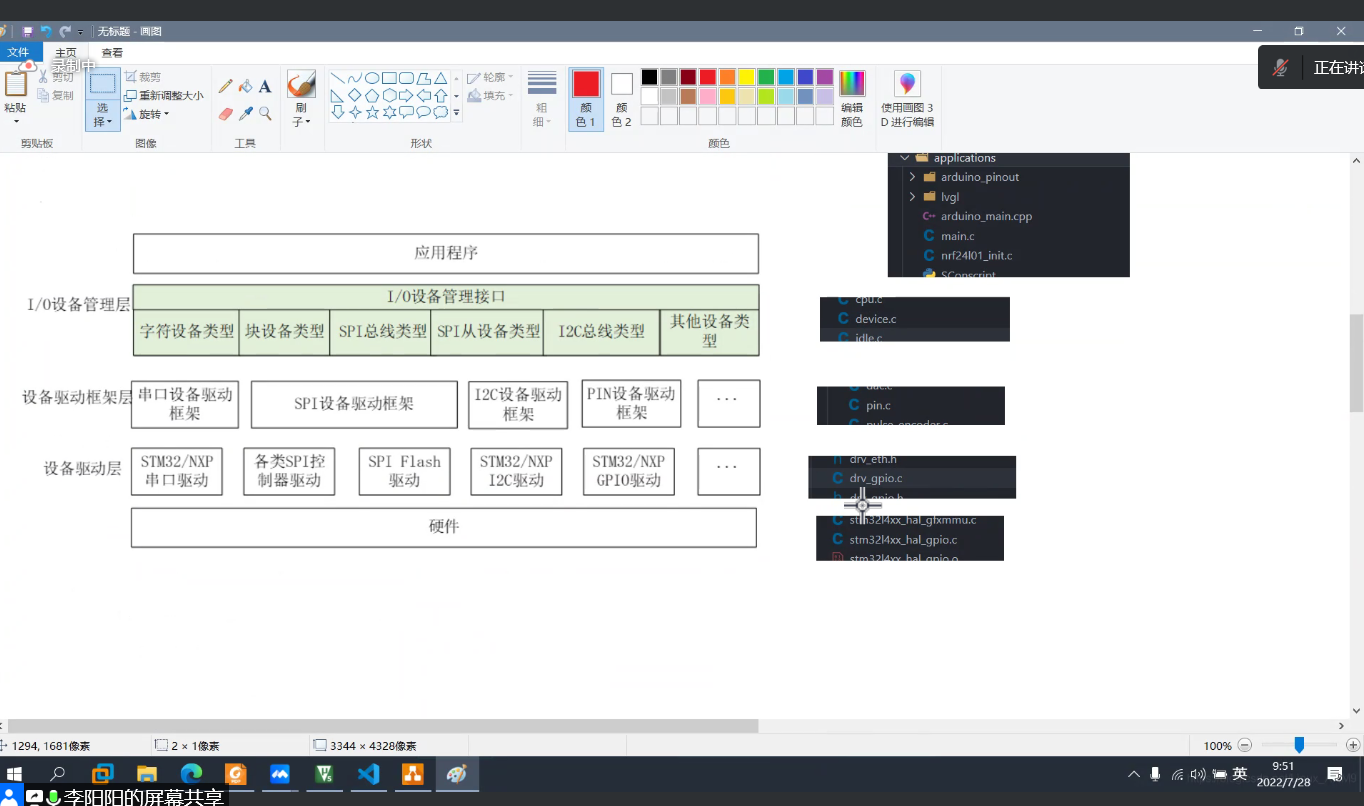 无标题 - 画图
文件
主页
查看
录制中
剪切
复制
粘贴
剪贴板
选择
裁剪
重新调整大小
旋转
图像
A
工具
刷子
轮廓
填充
形状
粗细
颜色 1
颜色 2
编辑颜色
颜色
使用画图 3D 进行编辑
正在讲
applications
arduino_pinout
lvgl
C++ arduino_main.cpp
C main.c
C nrf24l01_init.c
SConscript
应用程序
I/O设备管理层
I/O设备管理接口
字符设备类型
块设备类型
SPI总线类型
SPI从设备类型
I2C总线类型
其他设备类型
C cpu.c
C device.c
C idle.c
设备驱动框架层
串口设备驱动框架
SPI设备驱动框架
I2C设备驱动框架
PIN设备驱动框架
...
C pin.c
pulse_encoder.c
设备驱动层
STM32/NXP
串口驱动
各类SPI控制器驱动
SPI Flash
驱动
STM32/NXP
I2C驱动
STM32/NXP
GPIO驱动
...
drv_eth.h
C drv_gpio.c
硬件
C stm32l4xx_hal_gfxmmu.c
C stm32l4xx_hal_gpio.c
stm32l4xx_hal_gpio.o
1294, 1681像素
2 × 1像素
3344 × 4328像素
100%
英
9:51
2022/7/28
李阳阳的屏幕共享